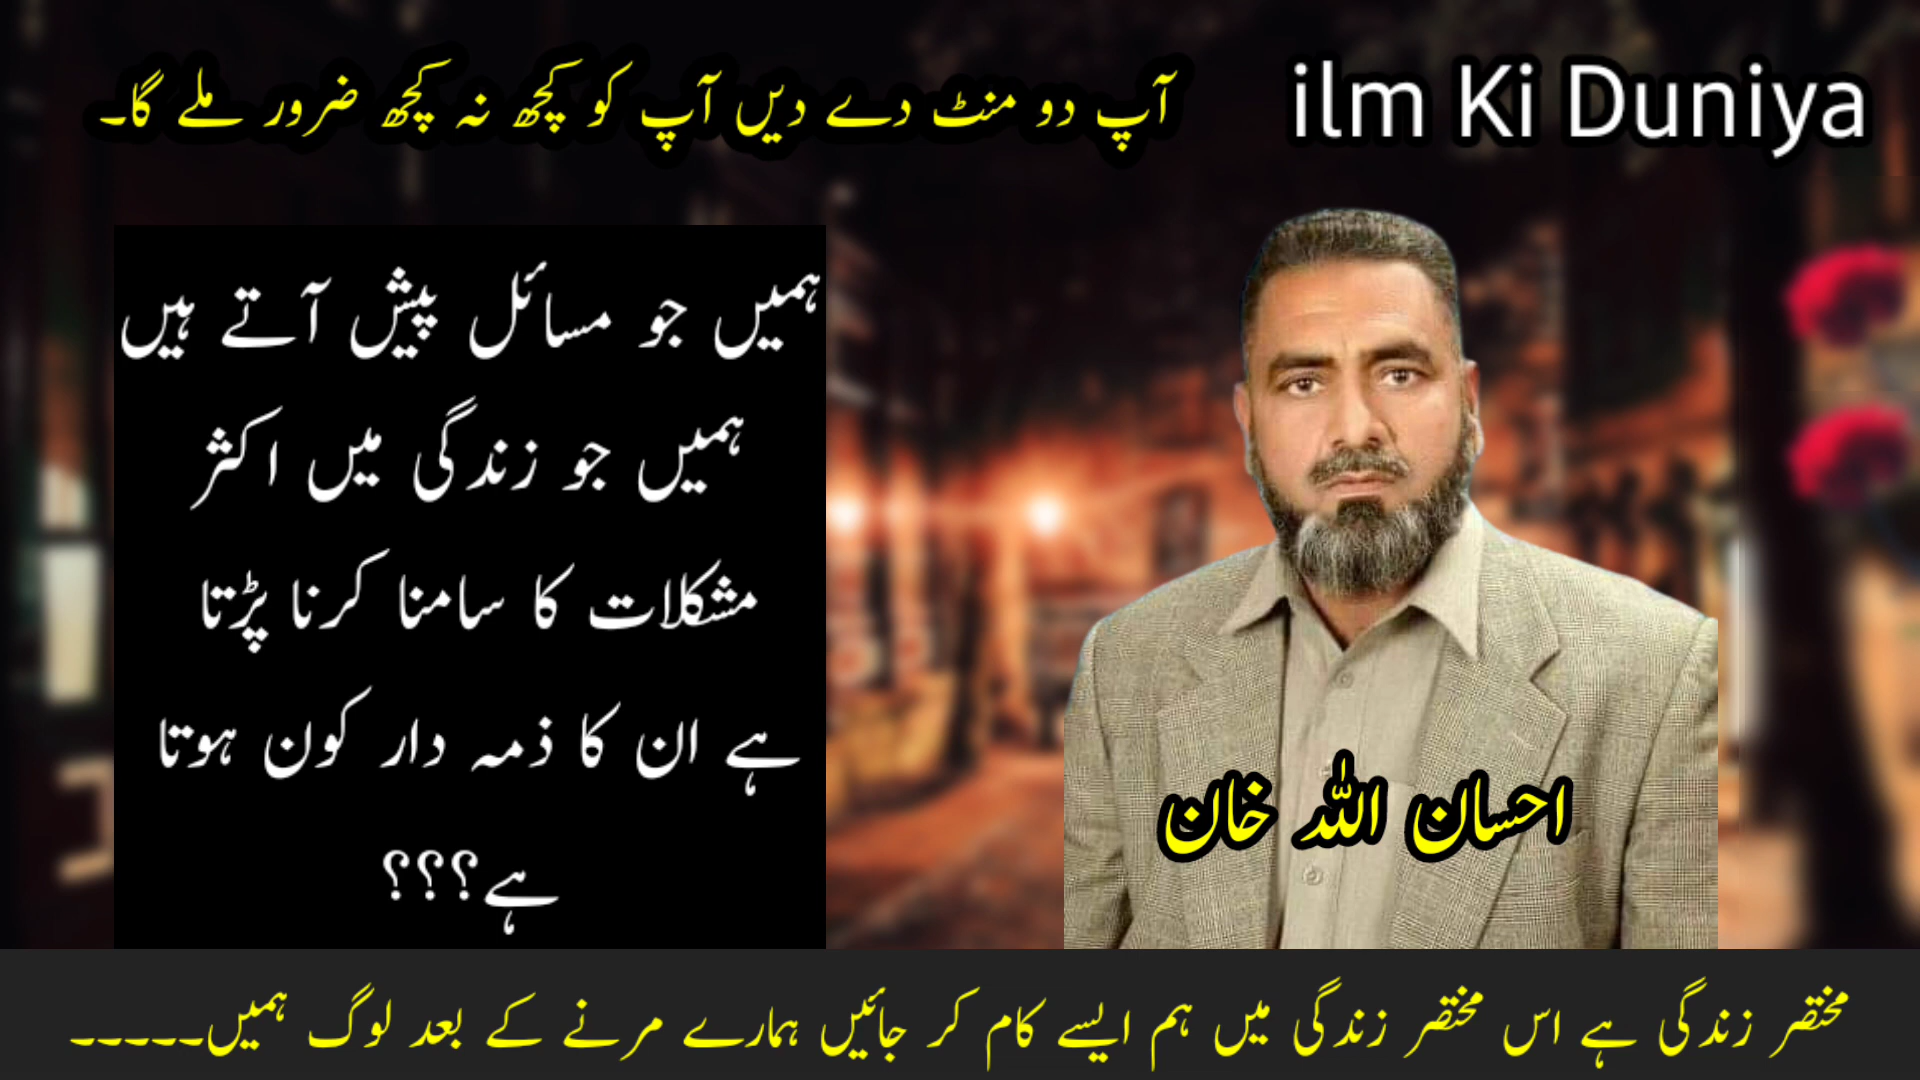 آپ دو منٹ دے دیں آپ کو کچھ نہ کچھ ضرور ملے گا۔
ilm Ki Duniya
ہمیں جو مسائل پیش آتے ہیں
ہمیں جو زندگی میں اکثر
مشکلات کا سامنا کرنا پڑتا
ہے ان کا ذمہ دار کون ہوتا
ہے؟؟؟
احسان اللہ خان
مختصر زندگی ہے اس مختصر زندگی میں ہم ایسے کام کر جائیں ہمارے مرنے کے بعد لوگ ہمیں۔۔۔۔۔